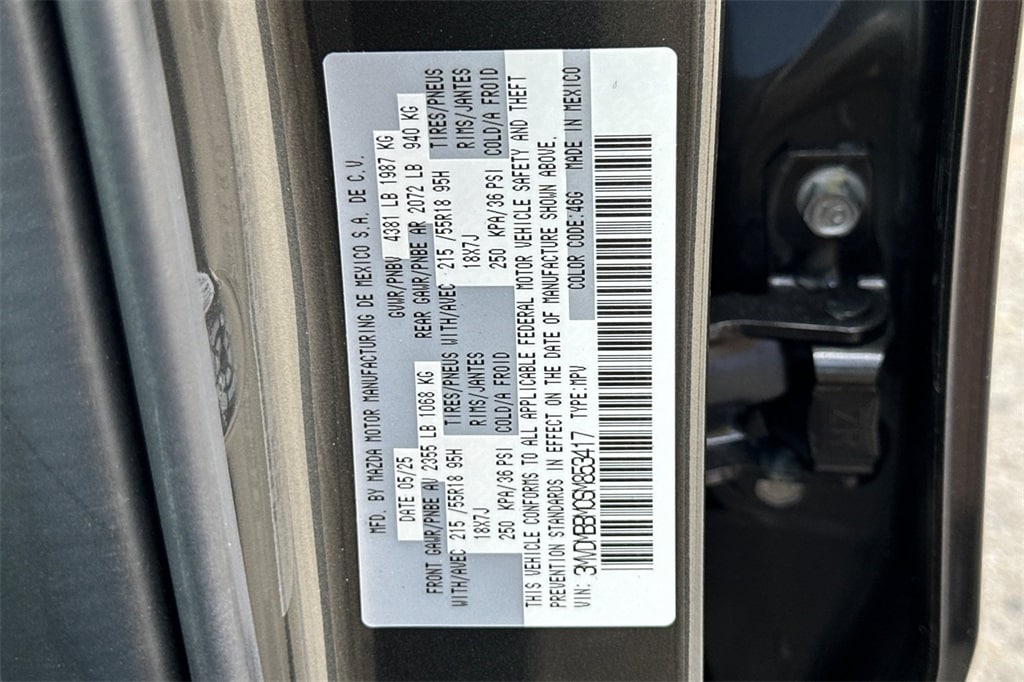 MFD. BY MAZDA MOTOR MANUFACTURING DE MEXICO S.A. DE C.V.
DATE 05/25 GVWR/PNBV 4381 LB 1987 KG
FRONT GAWR/PNBE AV 2355 LB 1068 KG REAR GAWR/PNBE AR 2072 LB 940 KG
WITH/AVEC 215 /55R18 95H TIRES/PNEUS WITH/AVEC 215 /55R18 95H TIRES/PNEUS
18X7J RIMS/JANTES 18X7J RIMS/JANTES
250 KPA/36 PSI COLD/A FROID 250 KPA/36 PSI COLD/A FROID
THIS VEHICLE CONFORMS TO ALL APPLICABLE FEDERAL MOTOR VEHICLE SAFETY AND THEFT
PREVENTION STANDARDS IN EFFECT ON THE DATE OF MANUFACTURE SHOWN ABOVE.
VIN: 3MVDMBBM0SM853417 TYPE:MPV COLOR CODE:46G MADE IN MEXICO